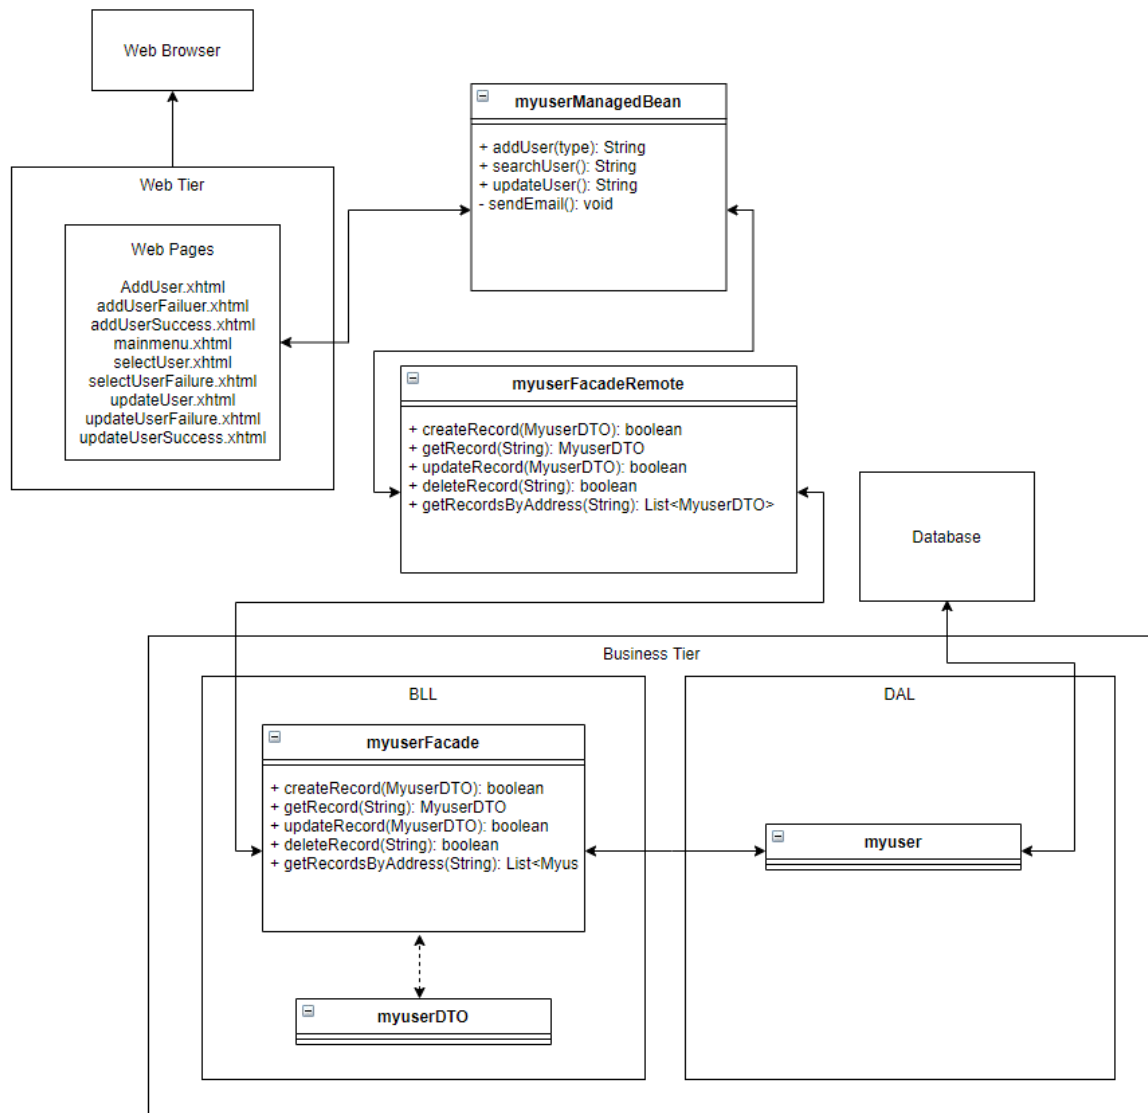 Web Browser
myuserManagedBean
+ addUser(type): String
+ searchUser(): String
+ updateUser(): String
- sendEmail(): void
Web Tier
Web Pages
AddUser.xhtml
addUserFailuer.xhtml
addUserSuccess.xhtml
mainmenu.xhtml
selectUser.xhtml
selectUserFailure.xhtml
updateUser.xhtml
updateUserFailure.xhtml
updateUserSuccess.xhtml
myuserFacadeRemote
+ createRecord(MyuserDTO): boolean
+ getRecord(String): MyuserDTO
+ updateRecord(MyuserDTO): boolean
+ deleteRecord(String): boolean
+ getRecordsByAddress(String): List<MyuserDTO>
Database
Business Tier
BLL
myuserFacade
+ createRecord(MyuserDTO): boolean
+ getRecord(String): MyuserDTO
+ updateRecord(MyuserDTO): boolean
+ deleteRecord(String): boolean
+ getRecordsByAddress(String): List<Myus
myuserDTO
DAL
myuser